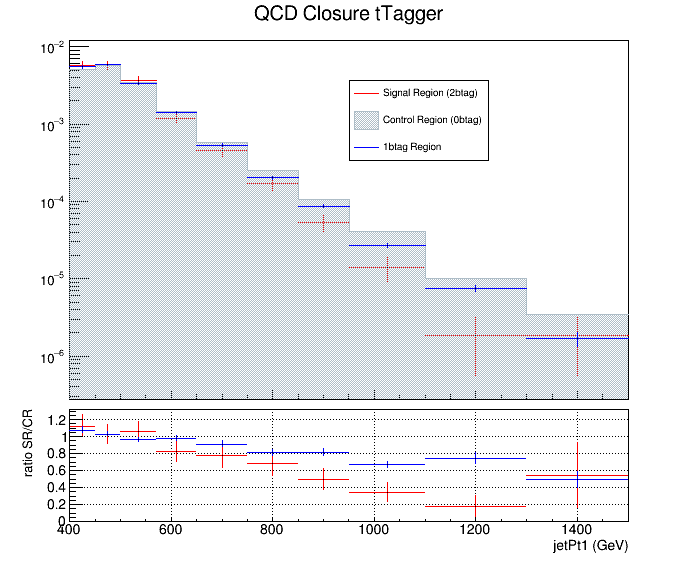 QCD Closure tTagger
10−2
10−3
10−4
10−5
10−6
Signal Region (2btag)
Control Region (0btag)
1btag Region
ratio SR/CR
1.2
1
0.8
0.6
0.4
0.2
0
400 600 800 1000 1200 1400
jetPt1 (GeV)